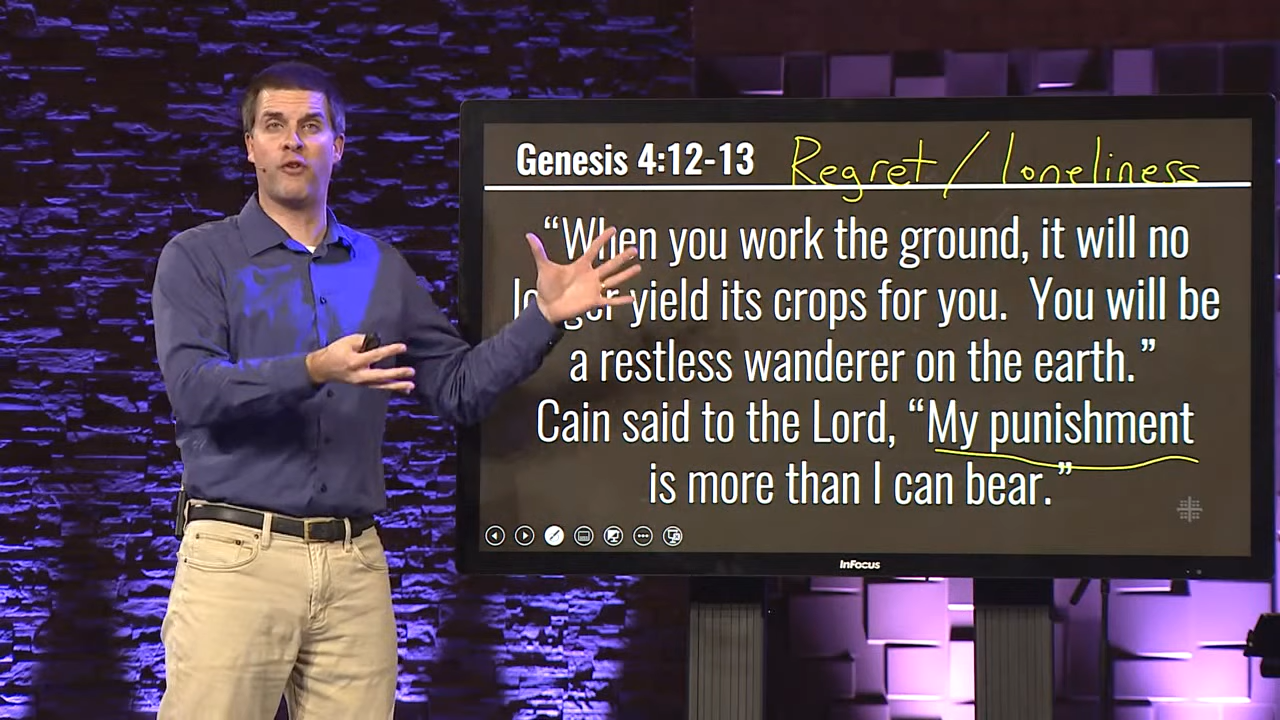 Genesis 4:12-13 Regret / loneliness
“When you work the ground, it will no
longer yield its crops for you. You will be
a restless wanderer on the earth.”
Cain said to the Lord, “My punishment
is more than I can bear.”
InFocus